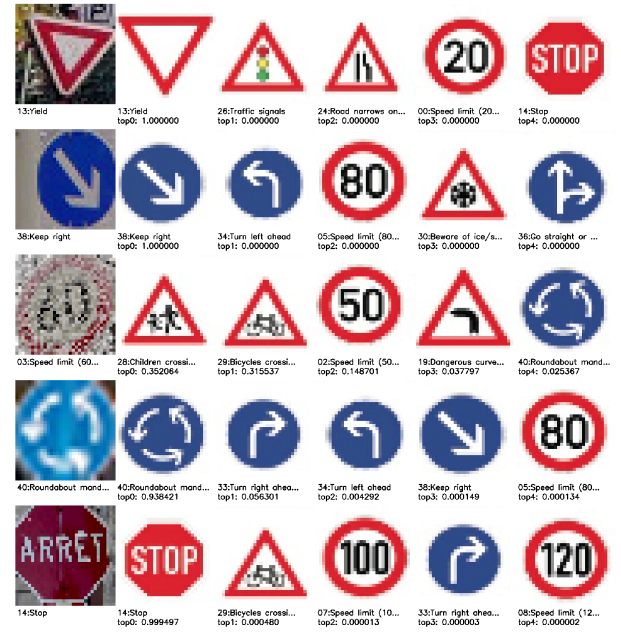 20
STOP
13:Yield
13:Yield
26:Traffic signals
24:Road narrows on...
00:Speed limit (20...
14:Stop
top0: 1.000000
top1: 0.000000
top2: 0.000000
top3: 0.000000
top4: 0.000000
80
38:Keep right
38:Keep right
34:Turn left ahead
05:Speed limit (80...
30:Beware of ice/s...
36:Go straight or ...
top0: 1.000000
top1: 0.000000
top2: 0.000000
top3: 0.000000
top4: 0.000000
60
50
03:Speed limit (60...
28:Children crossi...
29:Bicycles crossi...
02:Speed limit (50...
19:Dangerous curve...
40:Roundabout mand...
top0: 0.352064
top1: 0.315537
top2: 0.148701
top3: 0.037797
top4: 0.025367
80
40:Roundabout mand...
40:Roundabout mand...
33:Turn right ahea...
34:Turn left ahead
38:Keep right
05:Speed limit (80...
top0: 0.938421
top1: 0.056301
top2: 0.004292
top3: 0.000149
top4: 0.000134
ARRÊT
STOP
100
120
14:Stop
14:Stop
29:Bicycles crossi...
07:Speed limit (10...
33:Turn right ahea...
08:Speed limit (12...
top0: 0.999497
top1: 0.000480
top2: 0.000013
top3: 0.000003
top4: 0.000002